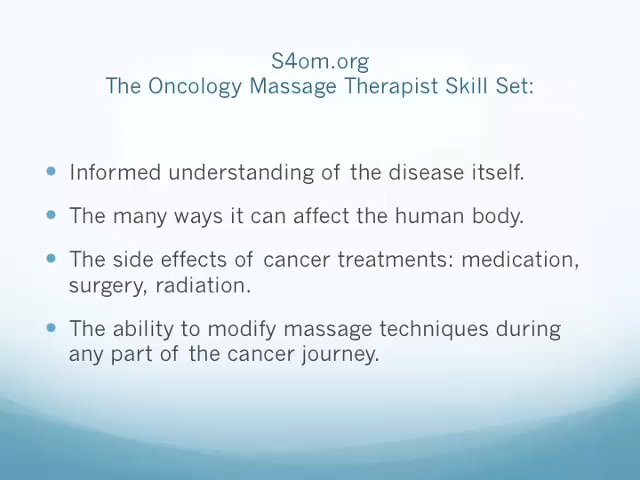 S4om.org
The Oncology Massage Therapist Skill Set:
• Informed understanding of the disease itself.
• The many ways it can affect the human body.
• The side effects of cancer treatments: medication,
surgery, radiation.
• The ability to modify massage techniques during
any part of the cancer journey.